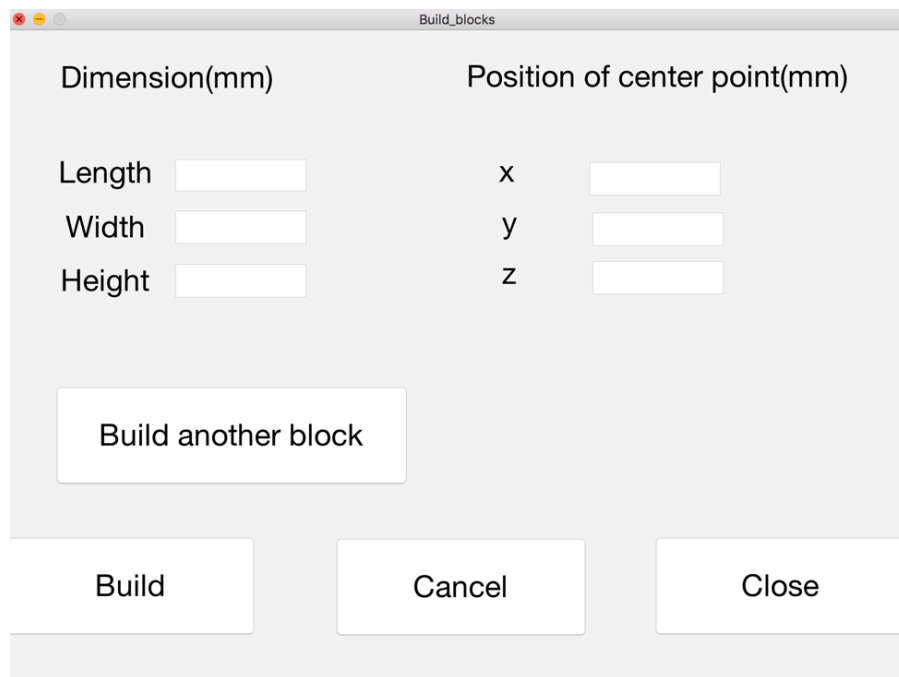 Build_blocks
Dimension(mm)
Position of center point(mm)
Length
x
Width
y
Height
z
Build another block
Build
Cancel
Close